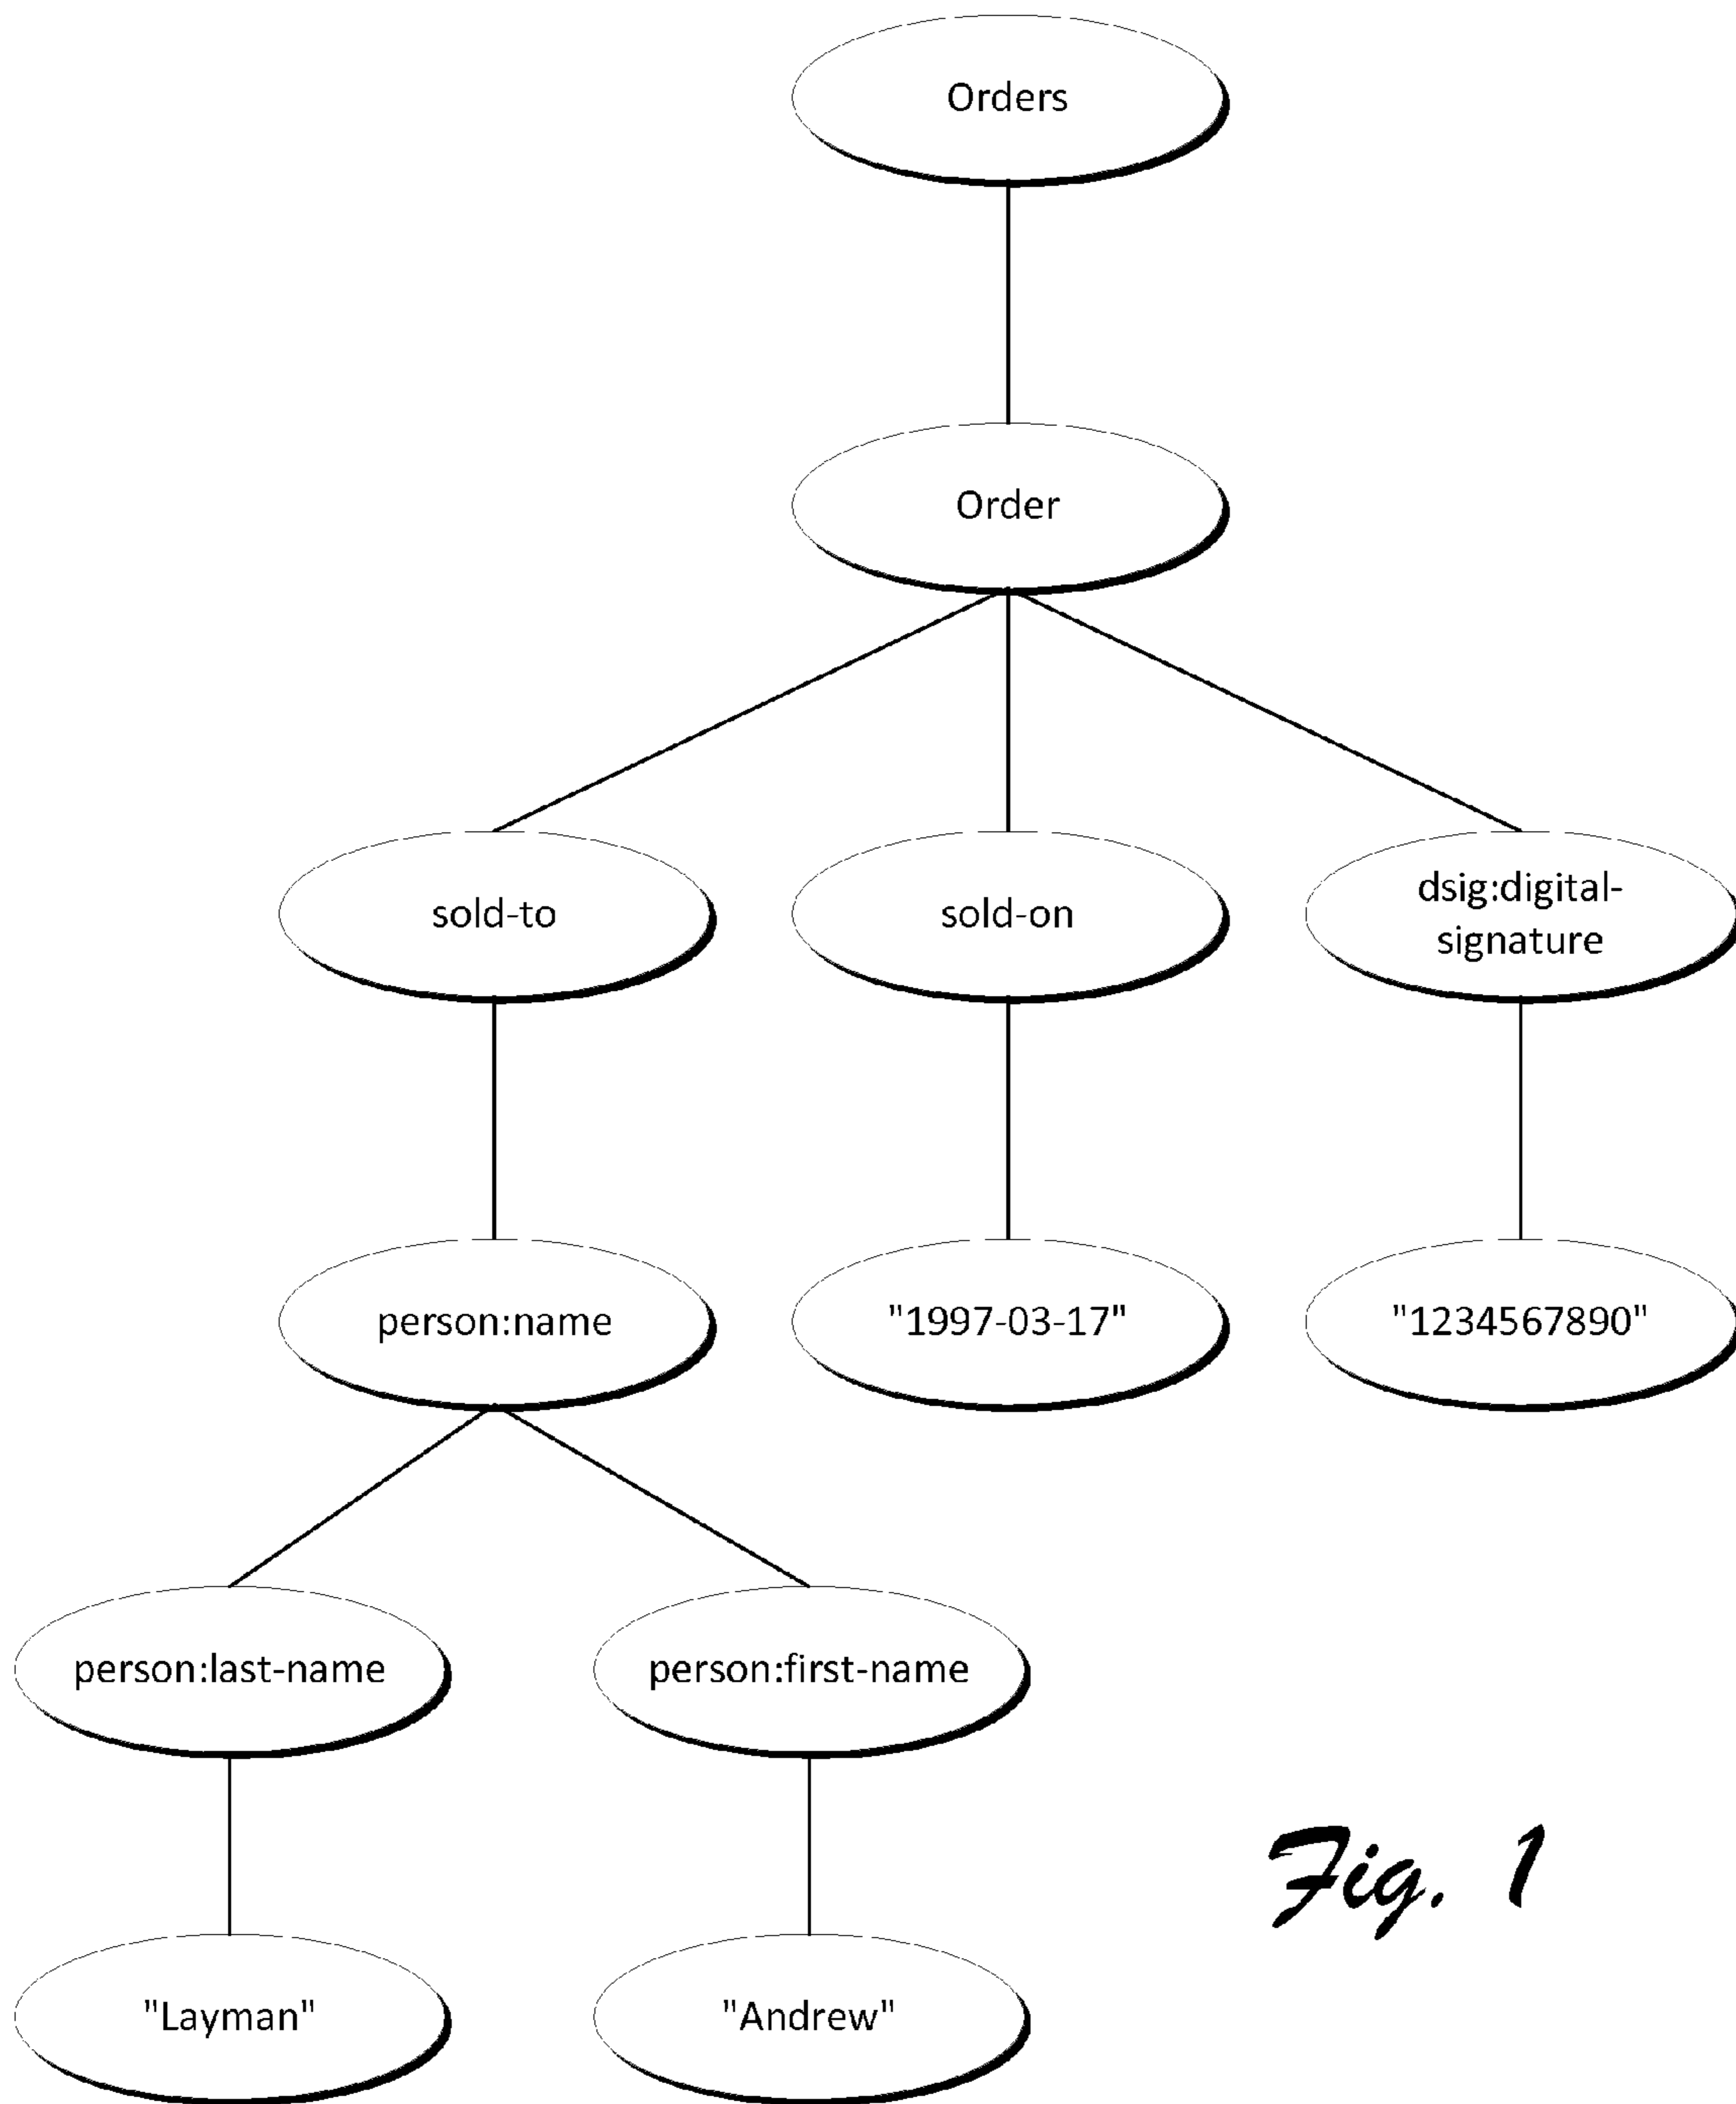 Orders
Order
sold-to
sold-on
dsig:digital-
signature
person:name
"1997-03-17"
"1234567890"
person:last-name
person:first-name
"Layman"
"Andrew"
Fig. 1